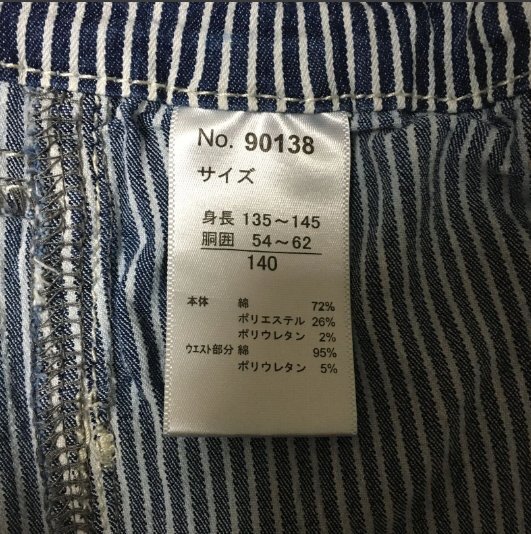 No. 90138
サイズ
身長 135～145
胴囲 54～62
140
本体 綿 72%
ポリエステル 26%
ポリウレタン 2%
ウエスト部分 綿 95%
ポリウレタン 5%